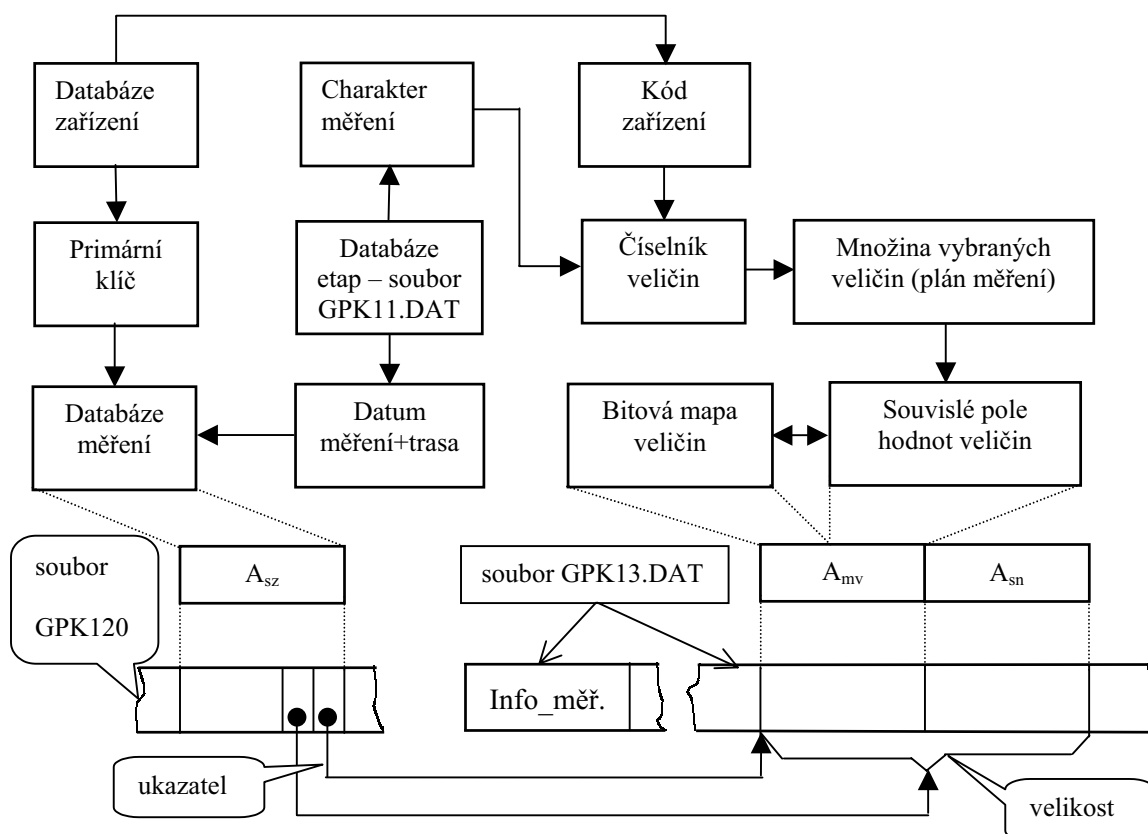 Databáze
zařízení
Charakter
měření
Kód
zařízení
Primární
klíč
Databáze
etap – soubor
GPK11.DAT
Číselník
veličin
Množina vybraných
veličin (plán měření)
Databáze
měření
Datum
měření+trasa
Bitová mapa
veličin
Souvislé pole
hodnot veličin
soubor
GPK120
Asz
soubor GPK13.DAT
Amv
Asn
Info_měř.
ukazatel
velikost